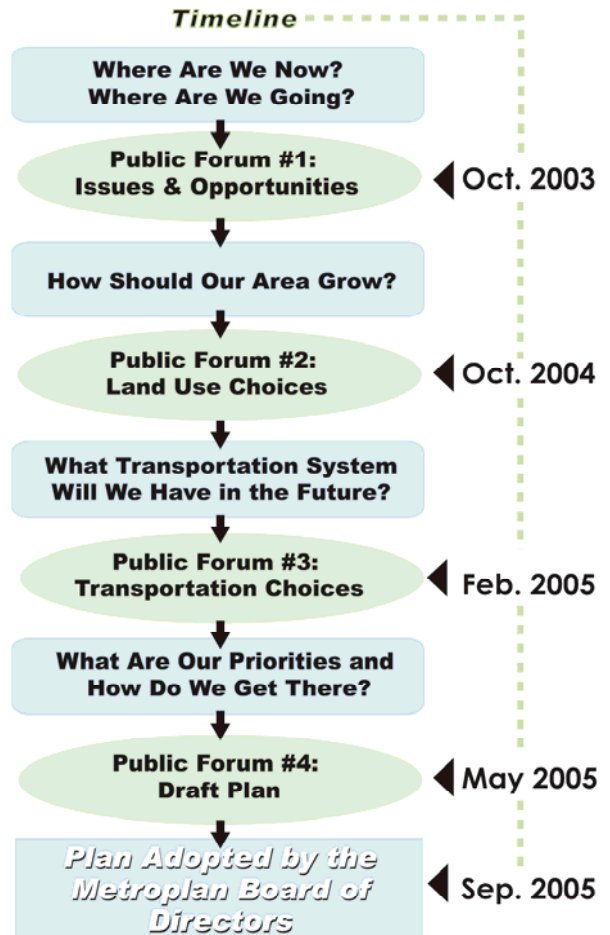 Timeline
Where Are We Now?
Where Are We Going?
Public Forum #1:
Issues & Opportunities
Oct. 2003
How Should Our Area Grow?
Public Forum #2:
Land Use Choices
Oct. 2004
What Transportation System
Will We Have in the Future?
Public Forum #3:
Transportation Choices
Feb. 2005
What Are Our Priorities and
How Do We Get There?
Public Forum #4:
Draft Plan
May 2005
Plan Adopted by the
Metroplan Board of
Directors
Sep. 2005